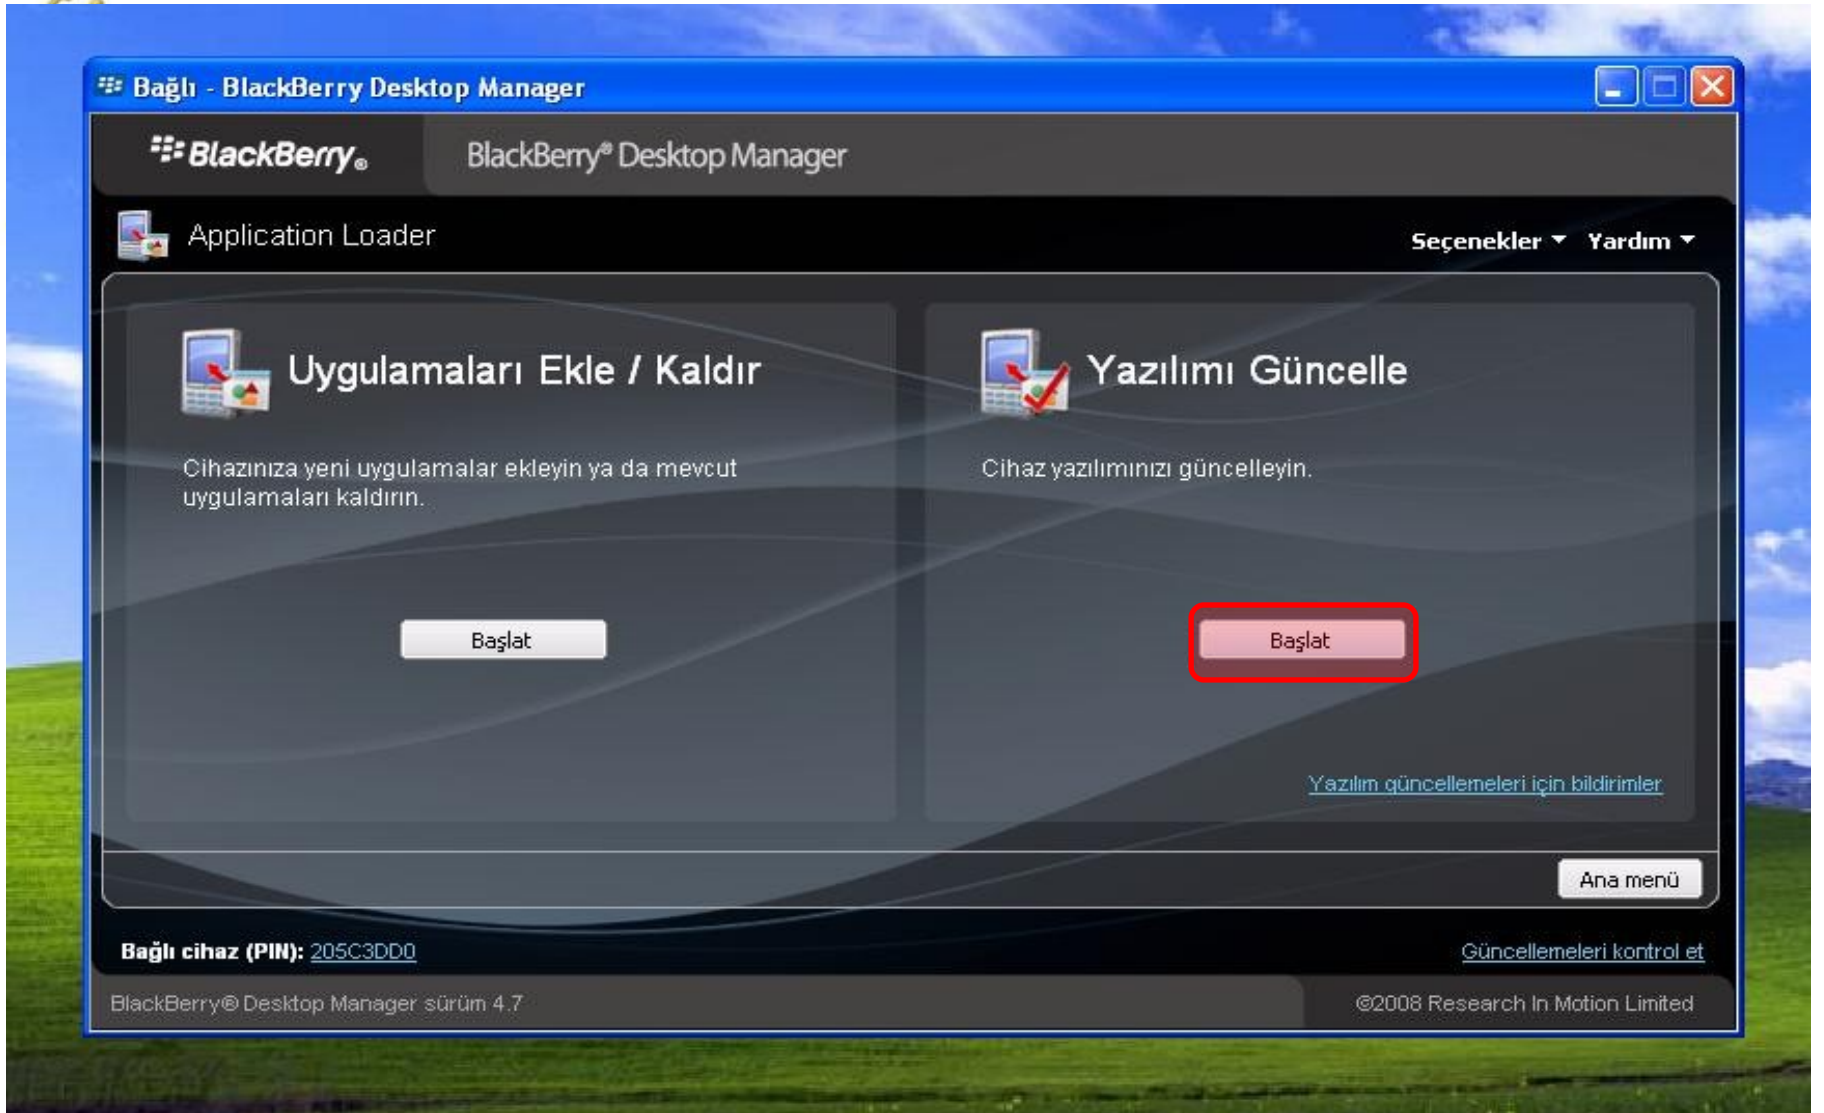 Bağlı - BlackBerry Desktop Manager
BlackBerry®
BlackBerry® Desktop Manager
Application Loader
Seçenekler Yardım
Uygulamaları Ekle / Kaldır
Cihazınıza yeni uygulamalar ekleyin ya da mevcut
uygulamaları kaldırın.
Başlat
Yazılımı Güncelle
Cihaz yazılımınızı güncelleyin.
Başlat
Yazılım güncellemeleri için bildirimler
Ana menü
Bağlı cihaz (PIN): 205C3DD0
Güncellemeleri kontrol et
BlackBerry® Desktop Manager sürüm 4.7
©2008 Research In Motion Limited